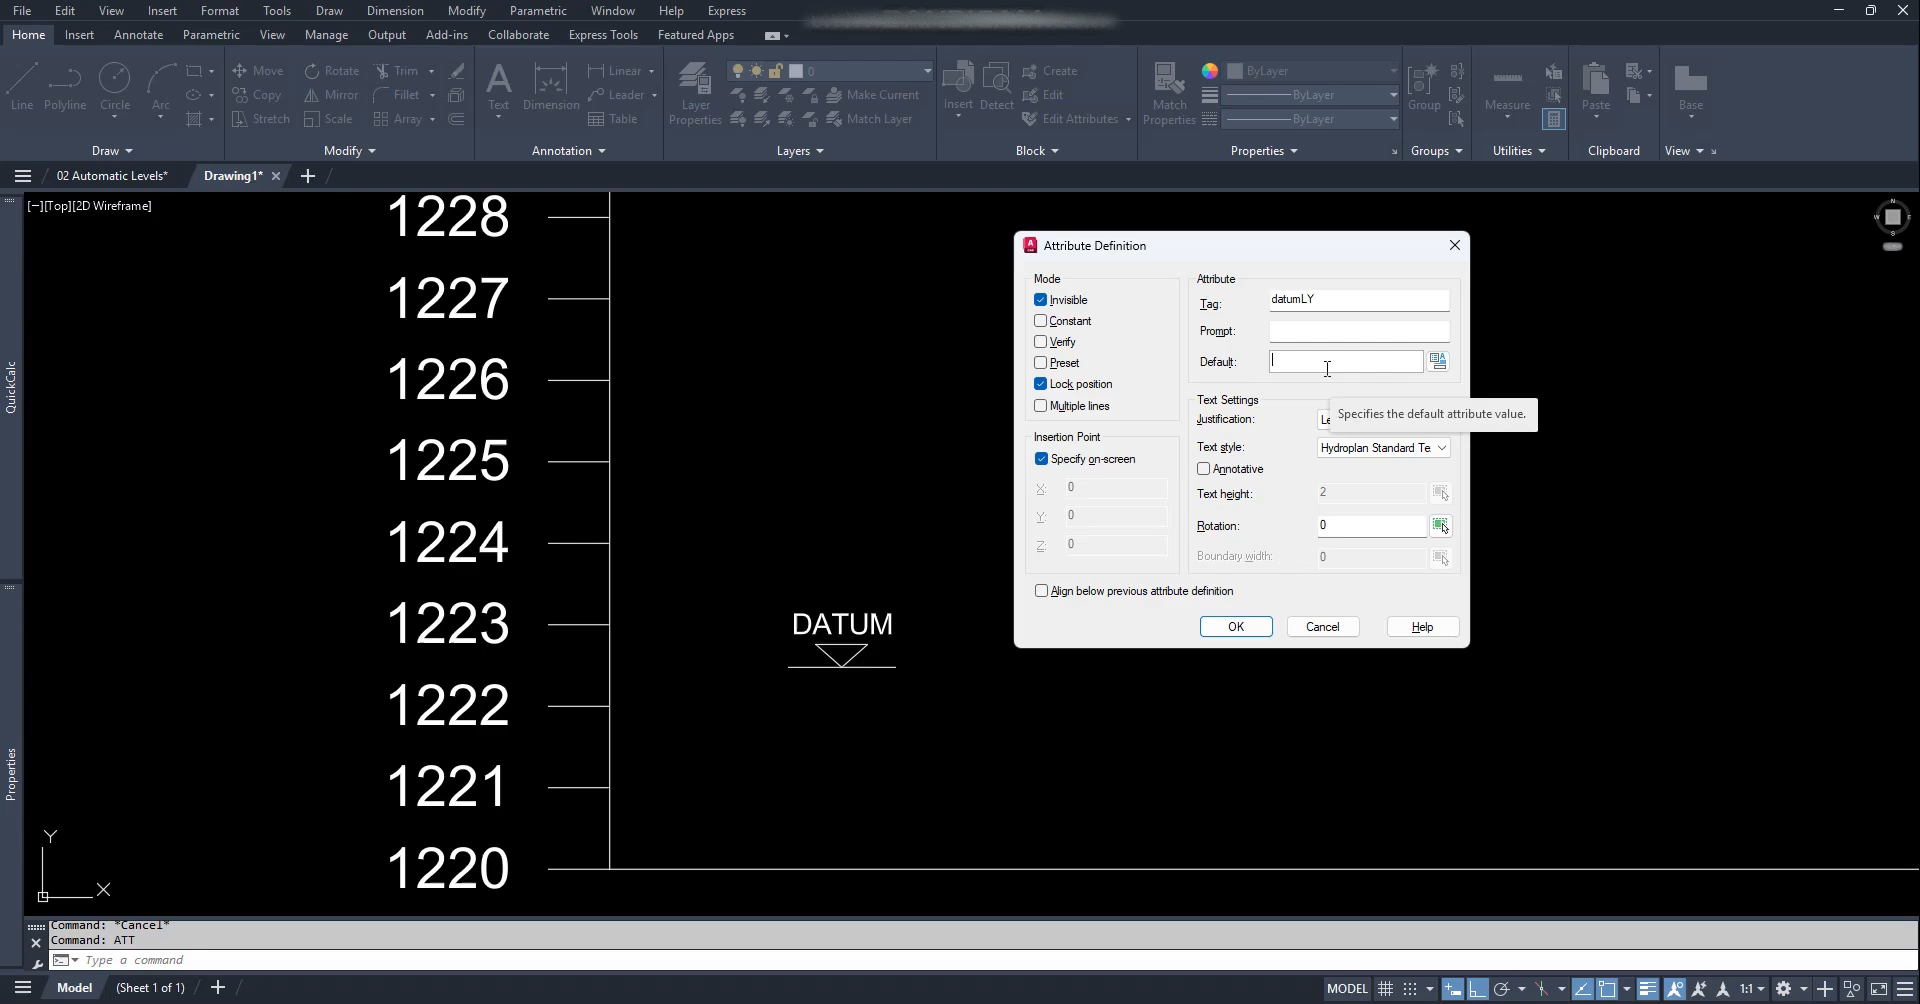 File Edit View Insert Format Tools Draw Dimension Modify Parametric Window Help Express
Home Insert Annotate Parametric View Manage Output Add-ins Collaborate Express Tools Featured Apps
Line Polyline Circle Arc
Move Rotate Trim
Copy Mirror Fillet
Stretch Scale Array
Text Dimension
Linear
Leader
Table
Layer Properties
0
Make Current
Match Layer
Insert Detect
Create
Edit
Edit Attributes
Match Properties
ByLayer
ByLayer
ByLayer
Group
Measure
Paste
Base
Draw Modify Annotation Layers Block Properties Groups Utilities Clipboard View
02 Automatic Levels* Drawing1*
[−][Top][2D Wireframe]
QuickCalc
Properties
1228
1227
1226
1225
1224
1223
1222
1221
1220
DATUM
Y
X
N
W E
S
Attribute Definition
Mode
Invisible
Constant
Verify
Preset
Lock position
Multiple lines
Insertion Point
Specify on-screen
X: 0
Y: 0
Z: 0
Attribute
Tag: datumLY
Prompt:
Default:
Text Settings
Justification: Le
Specifies the default attribute value.
Text style: Hydroplan Standard Te
Annotative
Text height: 2
Rotation: 0
Boundary width: 0
Align below previous attribute definition
OK Cancel Help
Command: *Cancel*
Command: ATT
Type a command
Model (Sheet 1 of 1)
MODEL 1:1